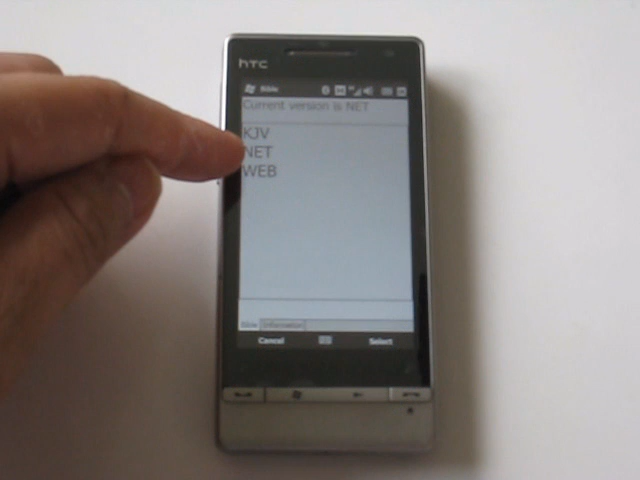 hTC
Bible
Current version is NET
KJV
NET
WEB
Bible Information
Cancel Select